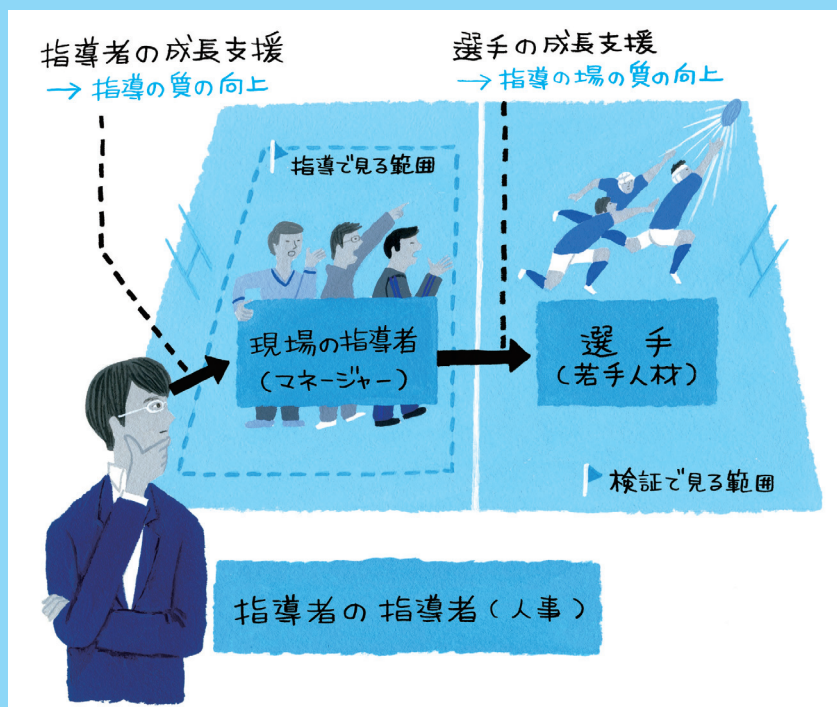 指導者の成長支援
→ 指導の質の向上
選手の成長支援
→ 指導の場の質の向上
指導で見る範囲
現場の指導者
（マネージャー）
選手
（若手人材）
検証で見る範囲
指導者の指導者（人事）